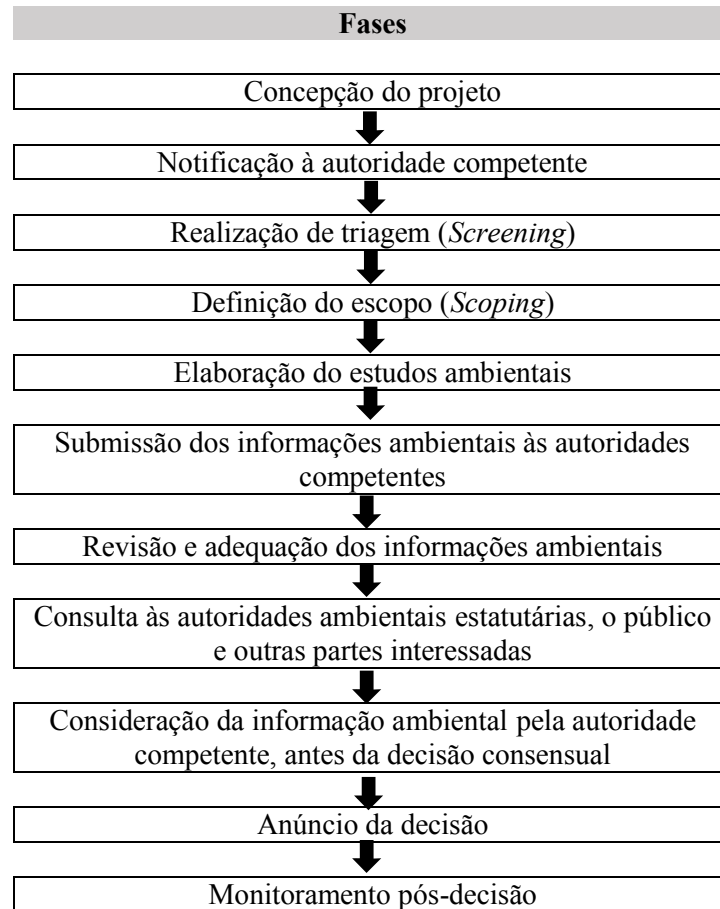 Fases
Concepção do projeto
Notificação à autoridade competente
Realização de triagem (Screening)
Definição do escopo (Scoping)
Elaboração do estudos ambientais
Submissão dos informações ambientais às autoridades
competentes
Revisão e adequação dos informações ambientais
Consulta às autoridades ambientais estatutárias, o público
e outras partes interessadas
Consideração da informação ambiental pela autoridade
competente, antes da decisão consensual
Anúncio da decisão
Monitoramento pós-decisão